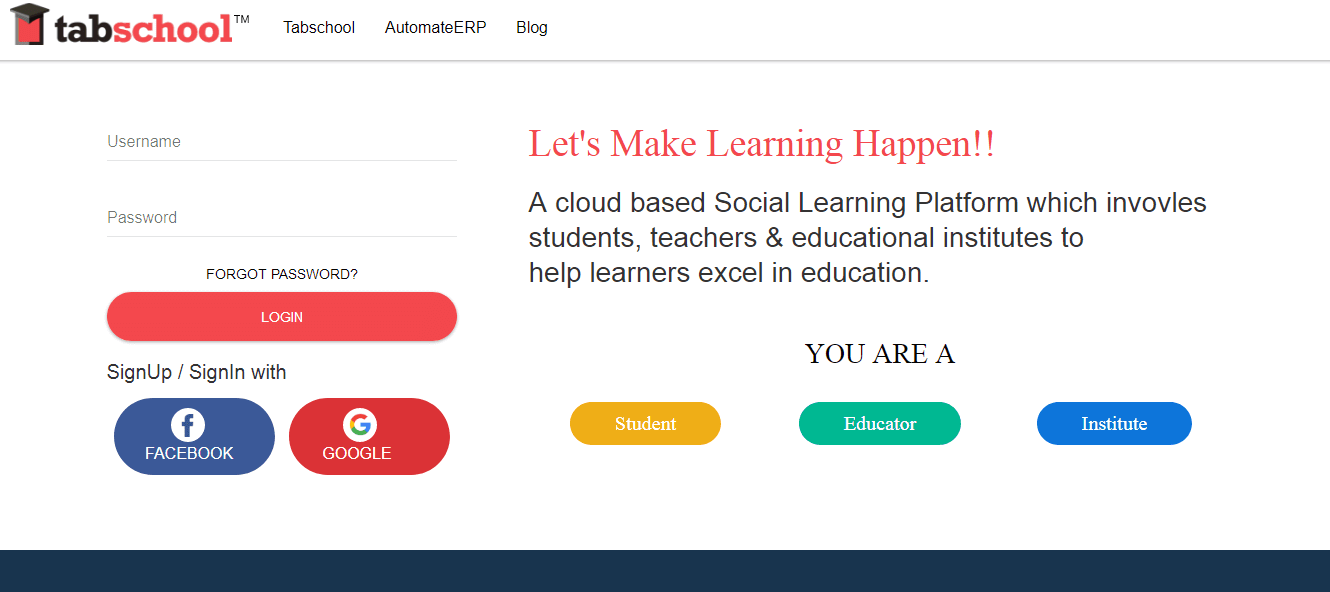 tabschool™ Tabschool AutomateERP Blog
Username
Password
FORGOT PASSWORD?
LOGIN
SignUp / SignIn with
FACEBOOK GOOGLE
Let's Make Learning Happen!!
A cloud based Social Learning Platform which invovles
students, teachers & educational institutes to
help learners excel in education.
YOU ARE A
Student Educator Institute